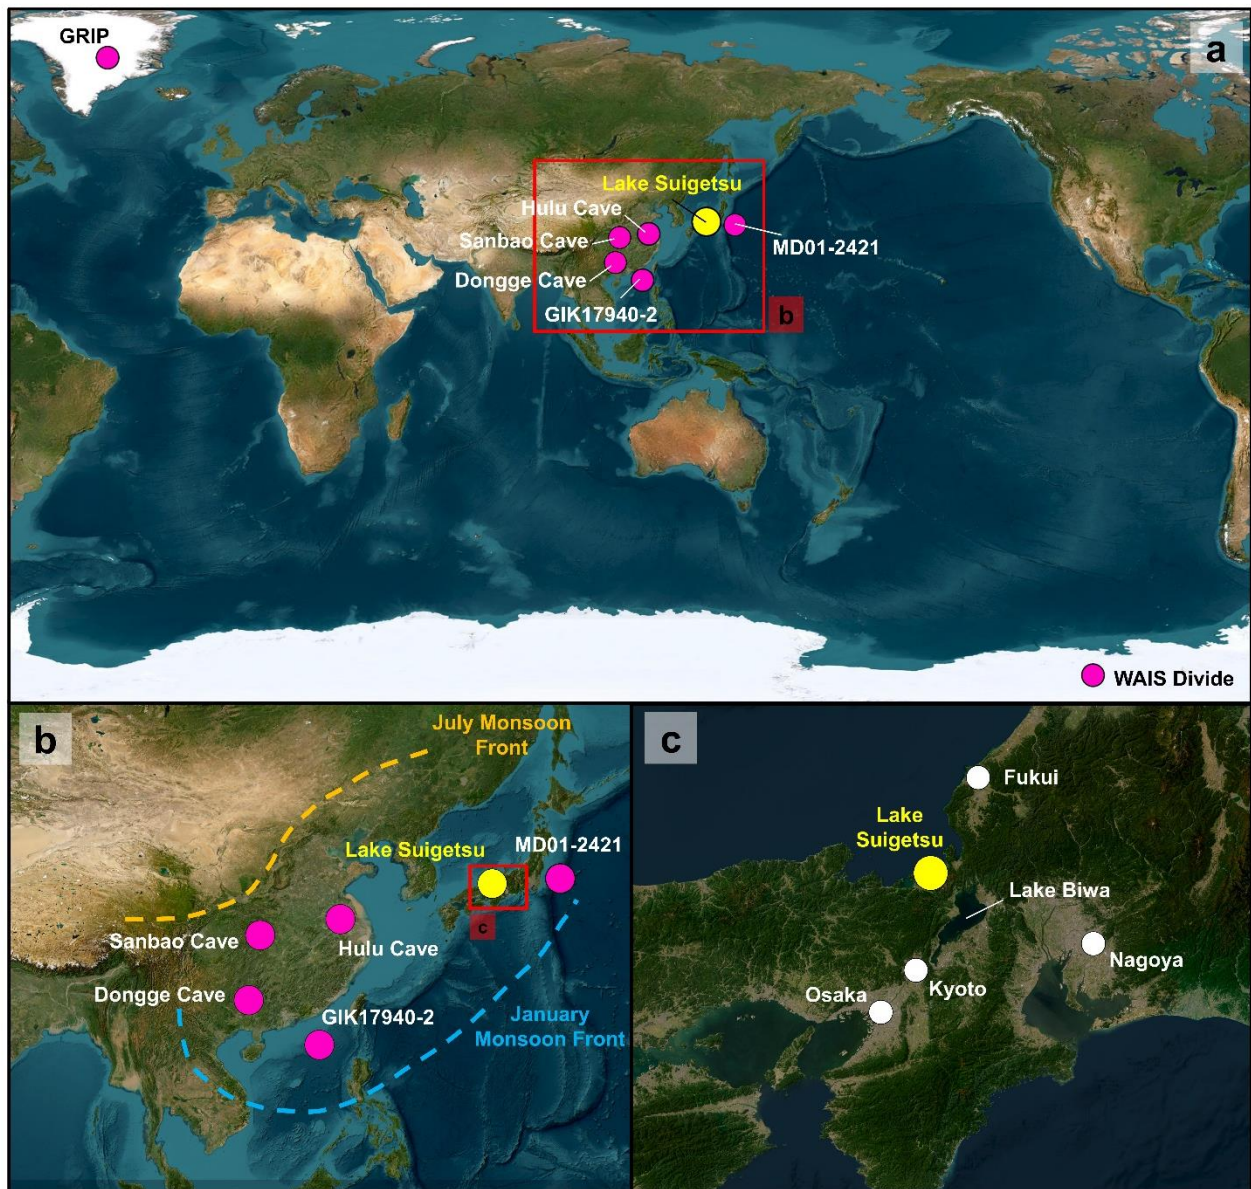 GRIP
a
Lake Suigetsu
Hulu Cave
Sanbao Cave
MD01-2421
Dongge Cave
GIK17940-2
b
WAIS Divide
b
July Monsoon
Front
Lake Suigetsu
MD01-2421
c
Sanbao Cave
Hulu Cave
Dongge Cave
GIK17940-2
January
Monsoon Front
c
Fukui
Lake
Suigetsu
Lake Biwa
Nagoya
Kyoto
Osaka